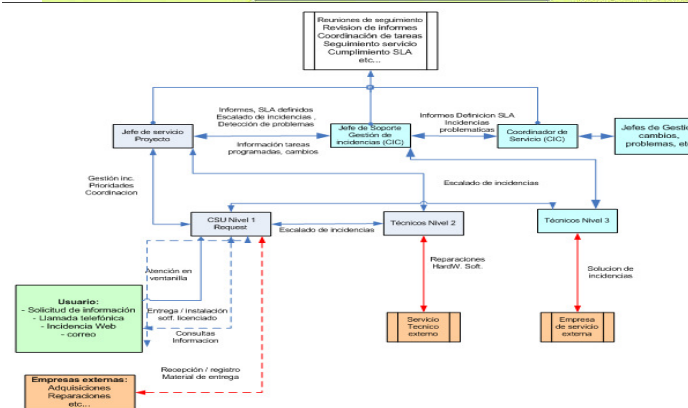 Reuniones de seguimiento
Revision de informes
Coordinación de tareas
Seguimiento servicio
Cumplimiento SLA
etc...
Informes, SLA definidos
Escalado de Incidencias ,
Detección de problemas
Informes Definicion SLA
Incidencias
problematicas
Jefe de servicio
Proyecto
Jefe de Soporte
Gestión de
incidencias (CIC)
Coordinador de
Servicio (CIC)
Jefes de Gesti
cambios,
problemas, etc
Información tareas
programadas, cambios
Gestión inc.
Prioridades
Coordinacion
Escalado de incidencias
CSU Nivel 1
Request
Escalado de incidencias
Técnicos Nivel 2
Técnicos Nivel 3
Atención en
ventanilla
Reparaciones
HardW. Soft.
Solucion de
incidencias
Usuario:
- Solicitud de información
- Llamada telefónica
- Incidencia Web
- correo
Entrega / instalación
sotf. licenciado
Consultas
Informacion
Servicio
Tecnico
externo
Empresa
de servicio
externa
Recepción / registro
Material de entrega
Empresas externas:
Adquisiciones
Reparaciones
etc...